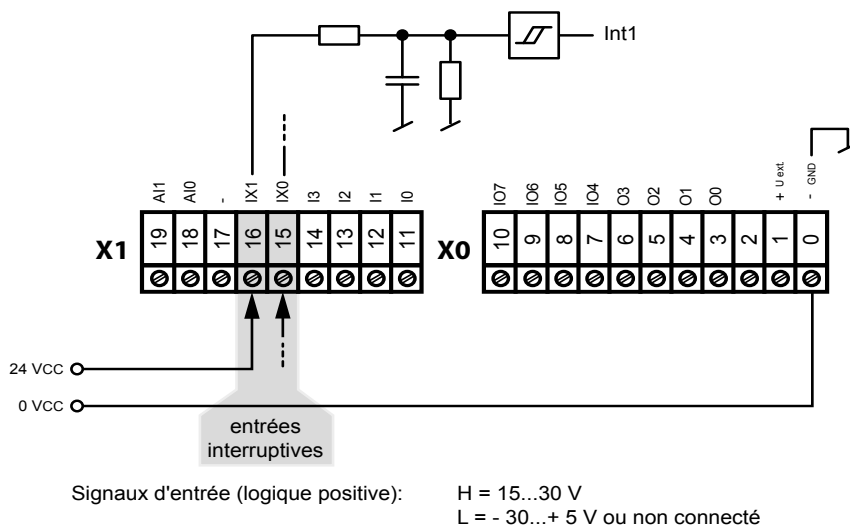 Int1
AI1 AI0 - IX1 IX0 I3 I2 I1 I0
IO7 IO6 IO5 IO4 O3 O2 O1 O0 + U ext. - GND
X1 19 18 17 16 15 14 13 12 11
X0 10 9 8 7 6 5 4 3 2 1 0
24 VCC
0 VCC
entrées
interruptives
Signaux d'entrée (logique positive): H = 15...30 V
L = - 30...+ 5 V ou non connecté